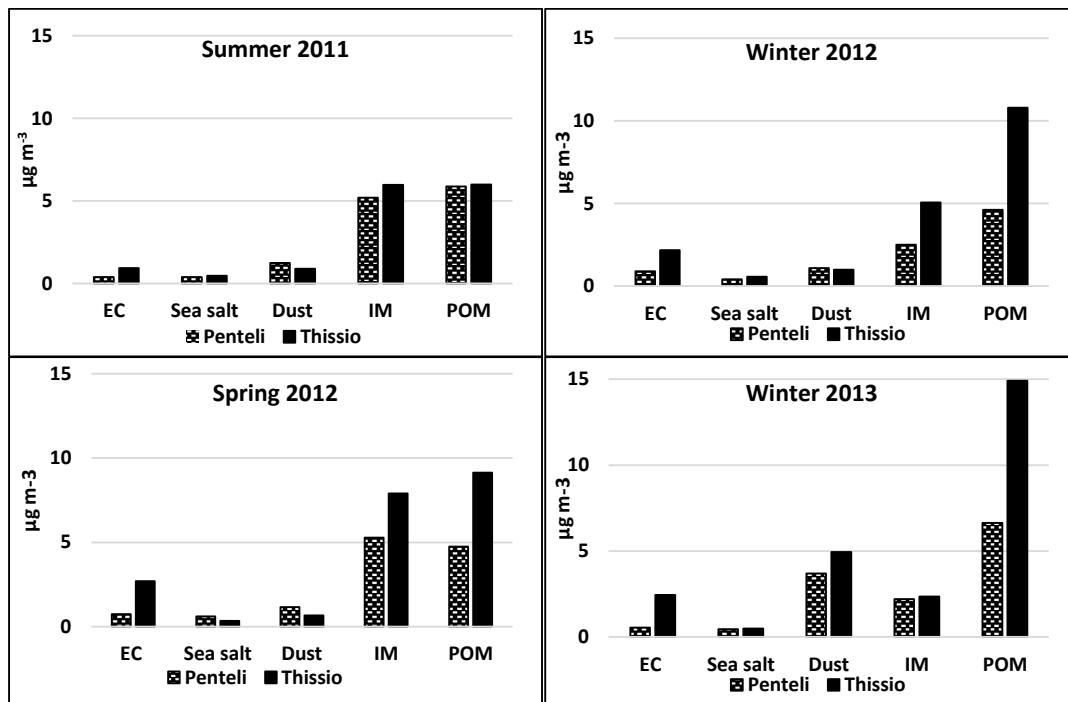 Summer 2011
15
10
5
0
µg m-3
EC Sea salt Dust IM POM
Penteli Thissio
Winter 2012
15
10
5
0
µg m-3
EC Sea salt Dust IM POM
Penteli Thissio
Spring 2012
15
10
5
0
µg m-3
EC Sea salt Dust IM POM
Penteli Thissio
Winter 2013
15
10
5
0
µg m-3
EC Sea salt Dust IM POM
Penteli Thissio